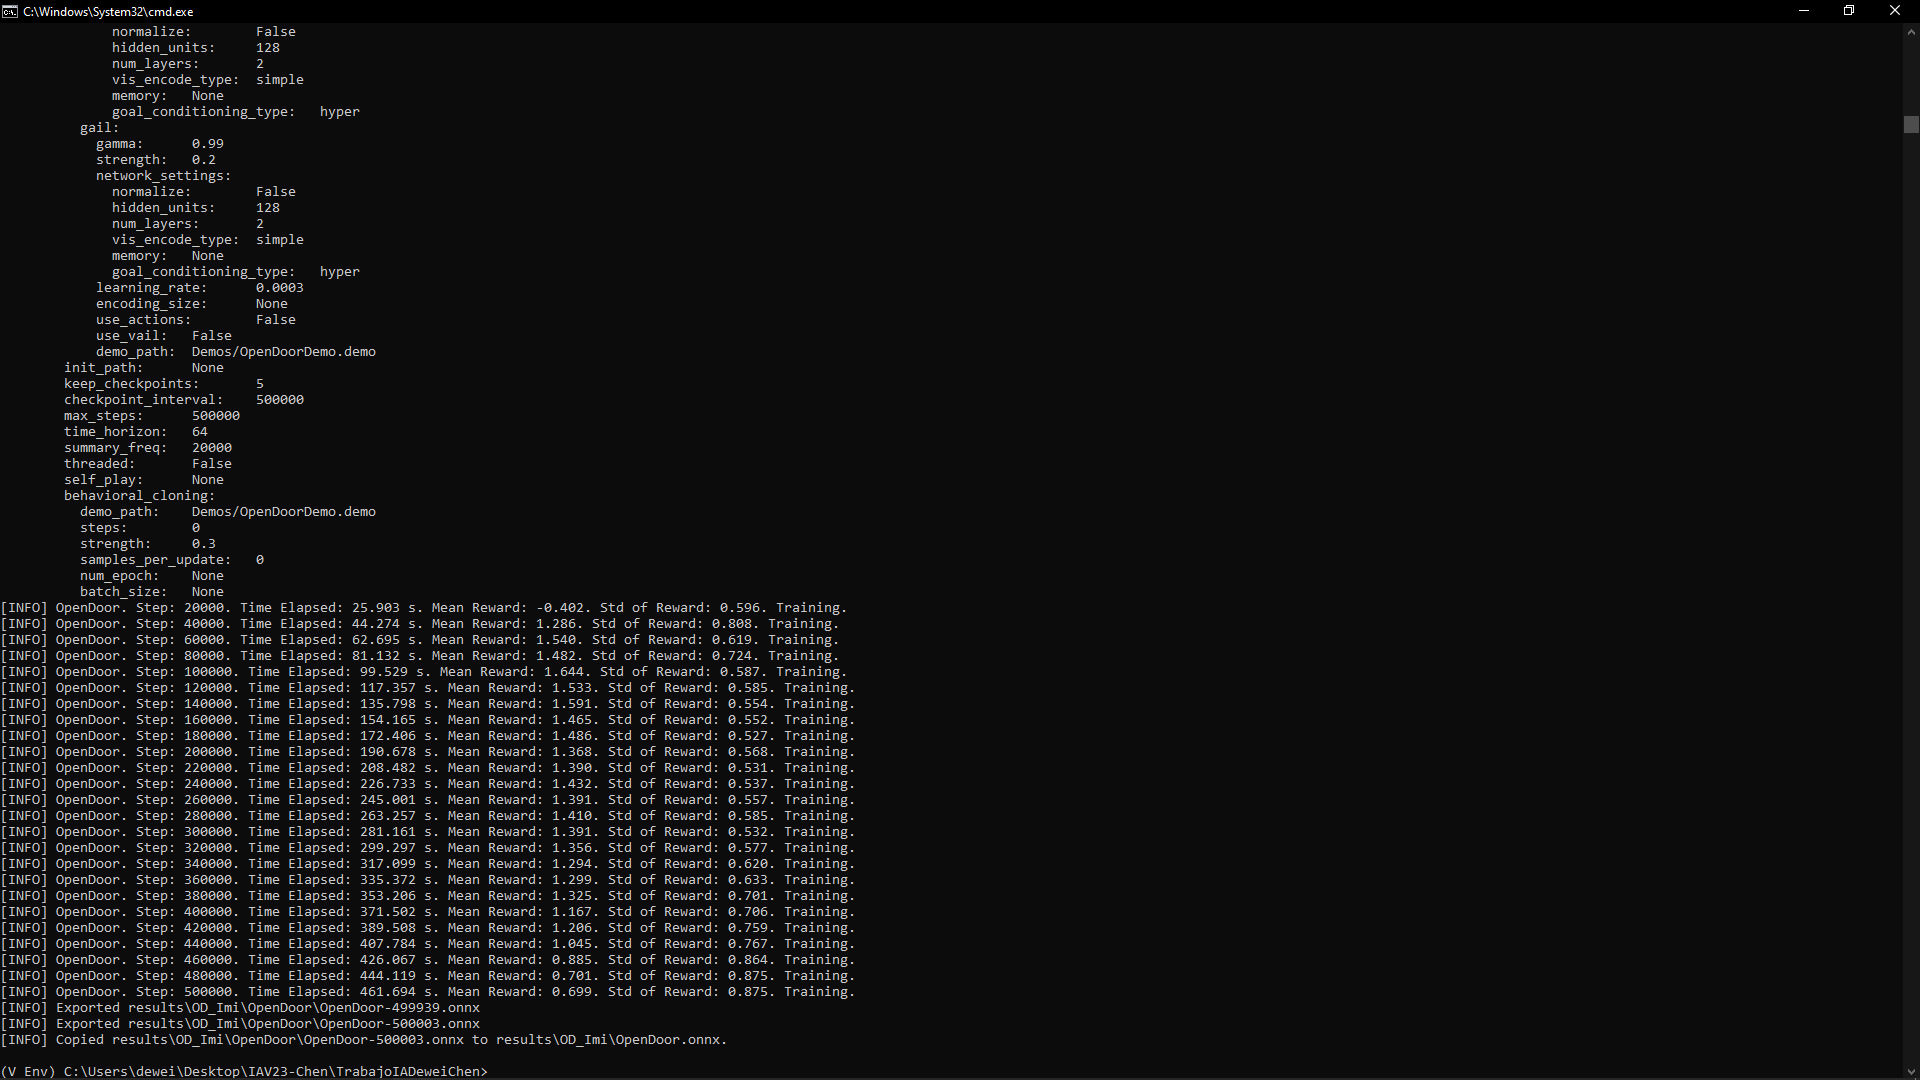 C:\Windows\System32\cmd.exe
normalize: False
hidden_units: 128
num_layers: 2
vis_encode_type: simple
memory: None
goal_conditioning_type: hyper
gail:
gamma: 0.99
strength: 0.2
network_settings:
normalize: False
hidden_units: 128
num_layers: 2
vis_encode_type: simple
memory: None
goal_conditioning_type: hyper
learning_rate: 0.0003
encoding_size: None
use_actions: False
use_vail: False
demo_path: Demos/OpenDoorDemo.demo
init_path: None
keep_checkpoints: 5
checkpoint_interval: 500000
max_steps: 500000
time_horizon: 64
summary_freq: 20000
threaded: False
self_play: None
behavioral_cloning:
demo_path: Demos/OpenDoorDemo.demo
steps: 0
strength: 0.3
samples_per_update: 0
num_epoch: None
batch_size: None
[INFO] OpenDoor. Step: 20000. Time Elapsed: 25.903 s. Mean Reward: -0.402. Std of Reward: 0.596. Training.
[INFO] OpenDoor. Step: 40000. Time Elapsed: 44.274 s. Mean Reward: 1.286. Std of Reward: 0.808. Training.
[INFO] OpenDoor. Step: 60000. Time Elapsed: 62.695 s. Mean Reward: 1.540. Std of Reward: 0.619. Training.
[INFO] OpenDoor. Step: 80000. Time Elapsed: 81.132 s. Mean Reward: 1.482. Std of Reward: 0.724. Training.
[INFO] OpenDoor. Step: 100000. Time Elapsed: 99.529 s. Mean Reward: 1.644. Std of Reward: 0.587. Training.
[INFO] OpenDoor. Step: 120000. Time Elapsed: 117.357 s. Mean Reward: 1.533. Std of Reward: 0.585. Training.
[INFO] OpenDoor. Step: 140000. Time Elapsed: 135.798 s. Mean Reward: 1.591. Std of Reward: 0.554. Training.
[INFO] OpenDoor. Step: 160000. Time Elapsed: 154.165 s. Mean Reward: 1.465. Std of Reward: 0.552. Training.
[INFO] OpenDoor. Step: 180000. Time Elapsed: 172.406 s. Mean Reward: 1.486. Std of Reward: 0.527. Training.
[INFO] OpenDoor. Step: 200000. Time Elapsed: 190.678 s. Mean Reward: 1.368. Std of Reward: 0.568. Training.
[INFO] OpenDoor. Step: 220000. Time Elapsed: 208.482 s. Mean Reward: 1.390. Std of Reward: 0.531. Training.
[INFO] OpenDoor. Step: 240000. Time Elapsed: 226.733 s. Mean Reward: 1.432. Std of Reward: 0.537. Training.
[INFO] OpenDoor. Step: 260000. Time Elapsed: 245.001 s. Mean Reward: 1.391. Std of Reward: 0.557. Training.
[INFO] OpenDoor. Step: 280000. Time Elapsed: 263.257 s. Mean Reward: 1.410. Std of Reward: 0.585. Training.
[INFO] OpenDoor. Step: 300000. Time Elapsed: 281.161 s. Mean Reward: 1.391. Std of Reward: 0.532. Training.
[INFO] OpenDoor. Step: 320000. Time Elapsed: 299.297 s. Mean Reward: 1.356. Std of Reward: 0.577. Training.
[INFO] OpenDoor. Step: 340000. Time Elapsed: 317.099 s. Mean Reward: 1.294. Std of Reward: 0.620. Training.
[INFO] OpenDoor. Step: 360000. Time Elapsed: 335.372 s. Mean Reward: 1.299. Std of Reward: 0.633. Training.
[INFO] OpenDoor. Step: 380000. Time Elapsed: 353.206 s. Mean Reward: 1.325. Std of Reward: 0.701. Training.
[INFO] OpenDoor. Step: 400000. Time Elapsed: 371.502 s. Mean Reward: 1.167. Std of Reward: 0.706. Training.
[INFO] OpenDoor. Step: 420000. Time Elapsed: 389.508 s. Mean Reward: 1.206. Std of Reward: 0.759. Training.
[INFO] OpenDoor. Step: 440000. Time Elapsed: 407.784 s. Mean Reward: 1.045. Std of Reward: 0.767. Training.
[INFO] OpenDoor. Step: 460000. Time Elapsed: 426.067 s. Mean Reward: 0.885. Std of Reward: 0.864. Training.
[INFO] OpenDoor. Step: 480000. Time Elapsed: 444.119 s. Mean Reward: 0.701. Std of Reward: 0.875. Training.
[INFO] OpenDoor. Step: 500000. Time Elapsed: 461.694 s. Mean Reward: 0.699. Std of Reward: 0.875. Training.
[INFO] Exported results\OD_Imi\OpenDoor\OpenDoor-499939.onnx
[INFO] Exported results\OD_Imi\OpenDoor\OpenDoor-500003.onnx
[INFO] Copied results\OD_Imi\OpenDoor\OpenDoor-500003.onnx to results\OD_Imi\OpenDoor.onnx.
(V Env) C:\Users\dewei\Desktop\IAV23-Chen\TrabajoIADeweiChen>